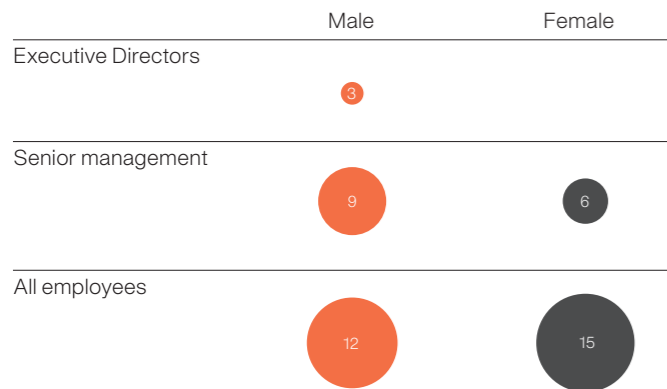 Male Female
Executive Directors
3
Senior management
9 6
All employees
12 15